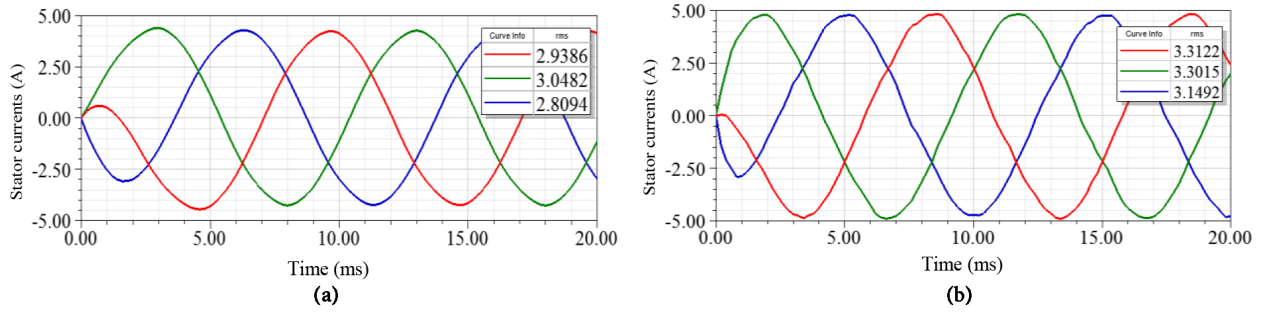 5.00
2.50
0.00
-2.50
-5.00
Stator currents (A)
Curve Info rms
2.9386
3.0482
2.8094
0.00 5.00 10.00 15.00 20.00
Time (ms)
(a)
5.00
2.50
0.00
-2.50
-5.00
Stator currents (A)
Curve Info rms
3.3122
3.3015
3.1492
0.00 5.00 10.00 15.00 20.00
Time (ms)
(b)